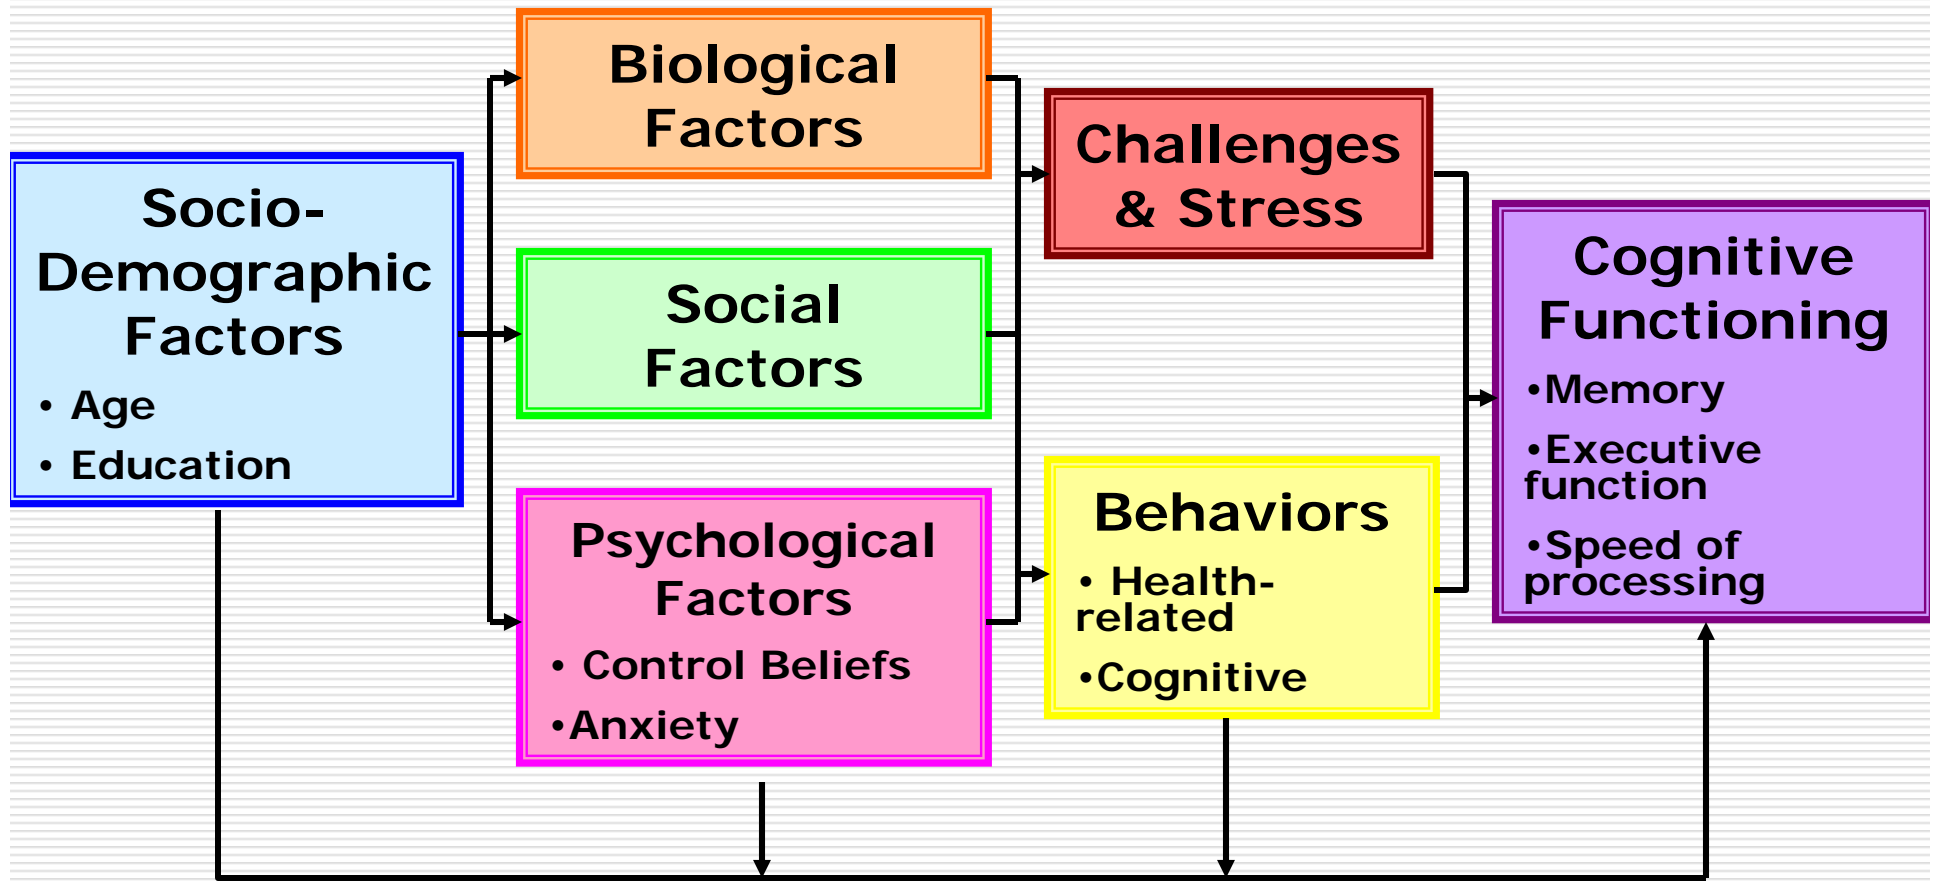 Socio-
Demographic
Factors
• Age
• Education
Biological
Factors
Social
Factors
Psychological
Factors
• Control Beliefs
•Anxiety
Challenges
& Stress
Behaviors
• Health-
related
•Cognitive
Cognitive
Functioning
•Memory
•Executive
function
•Speed of
processing